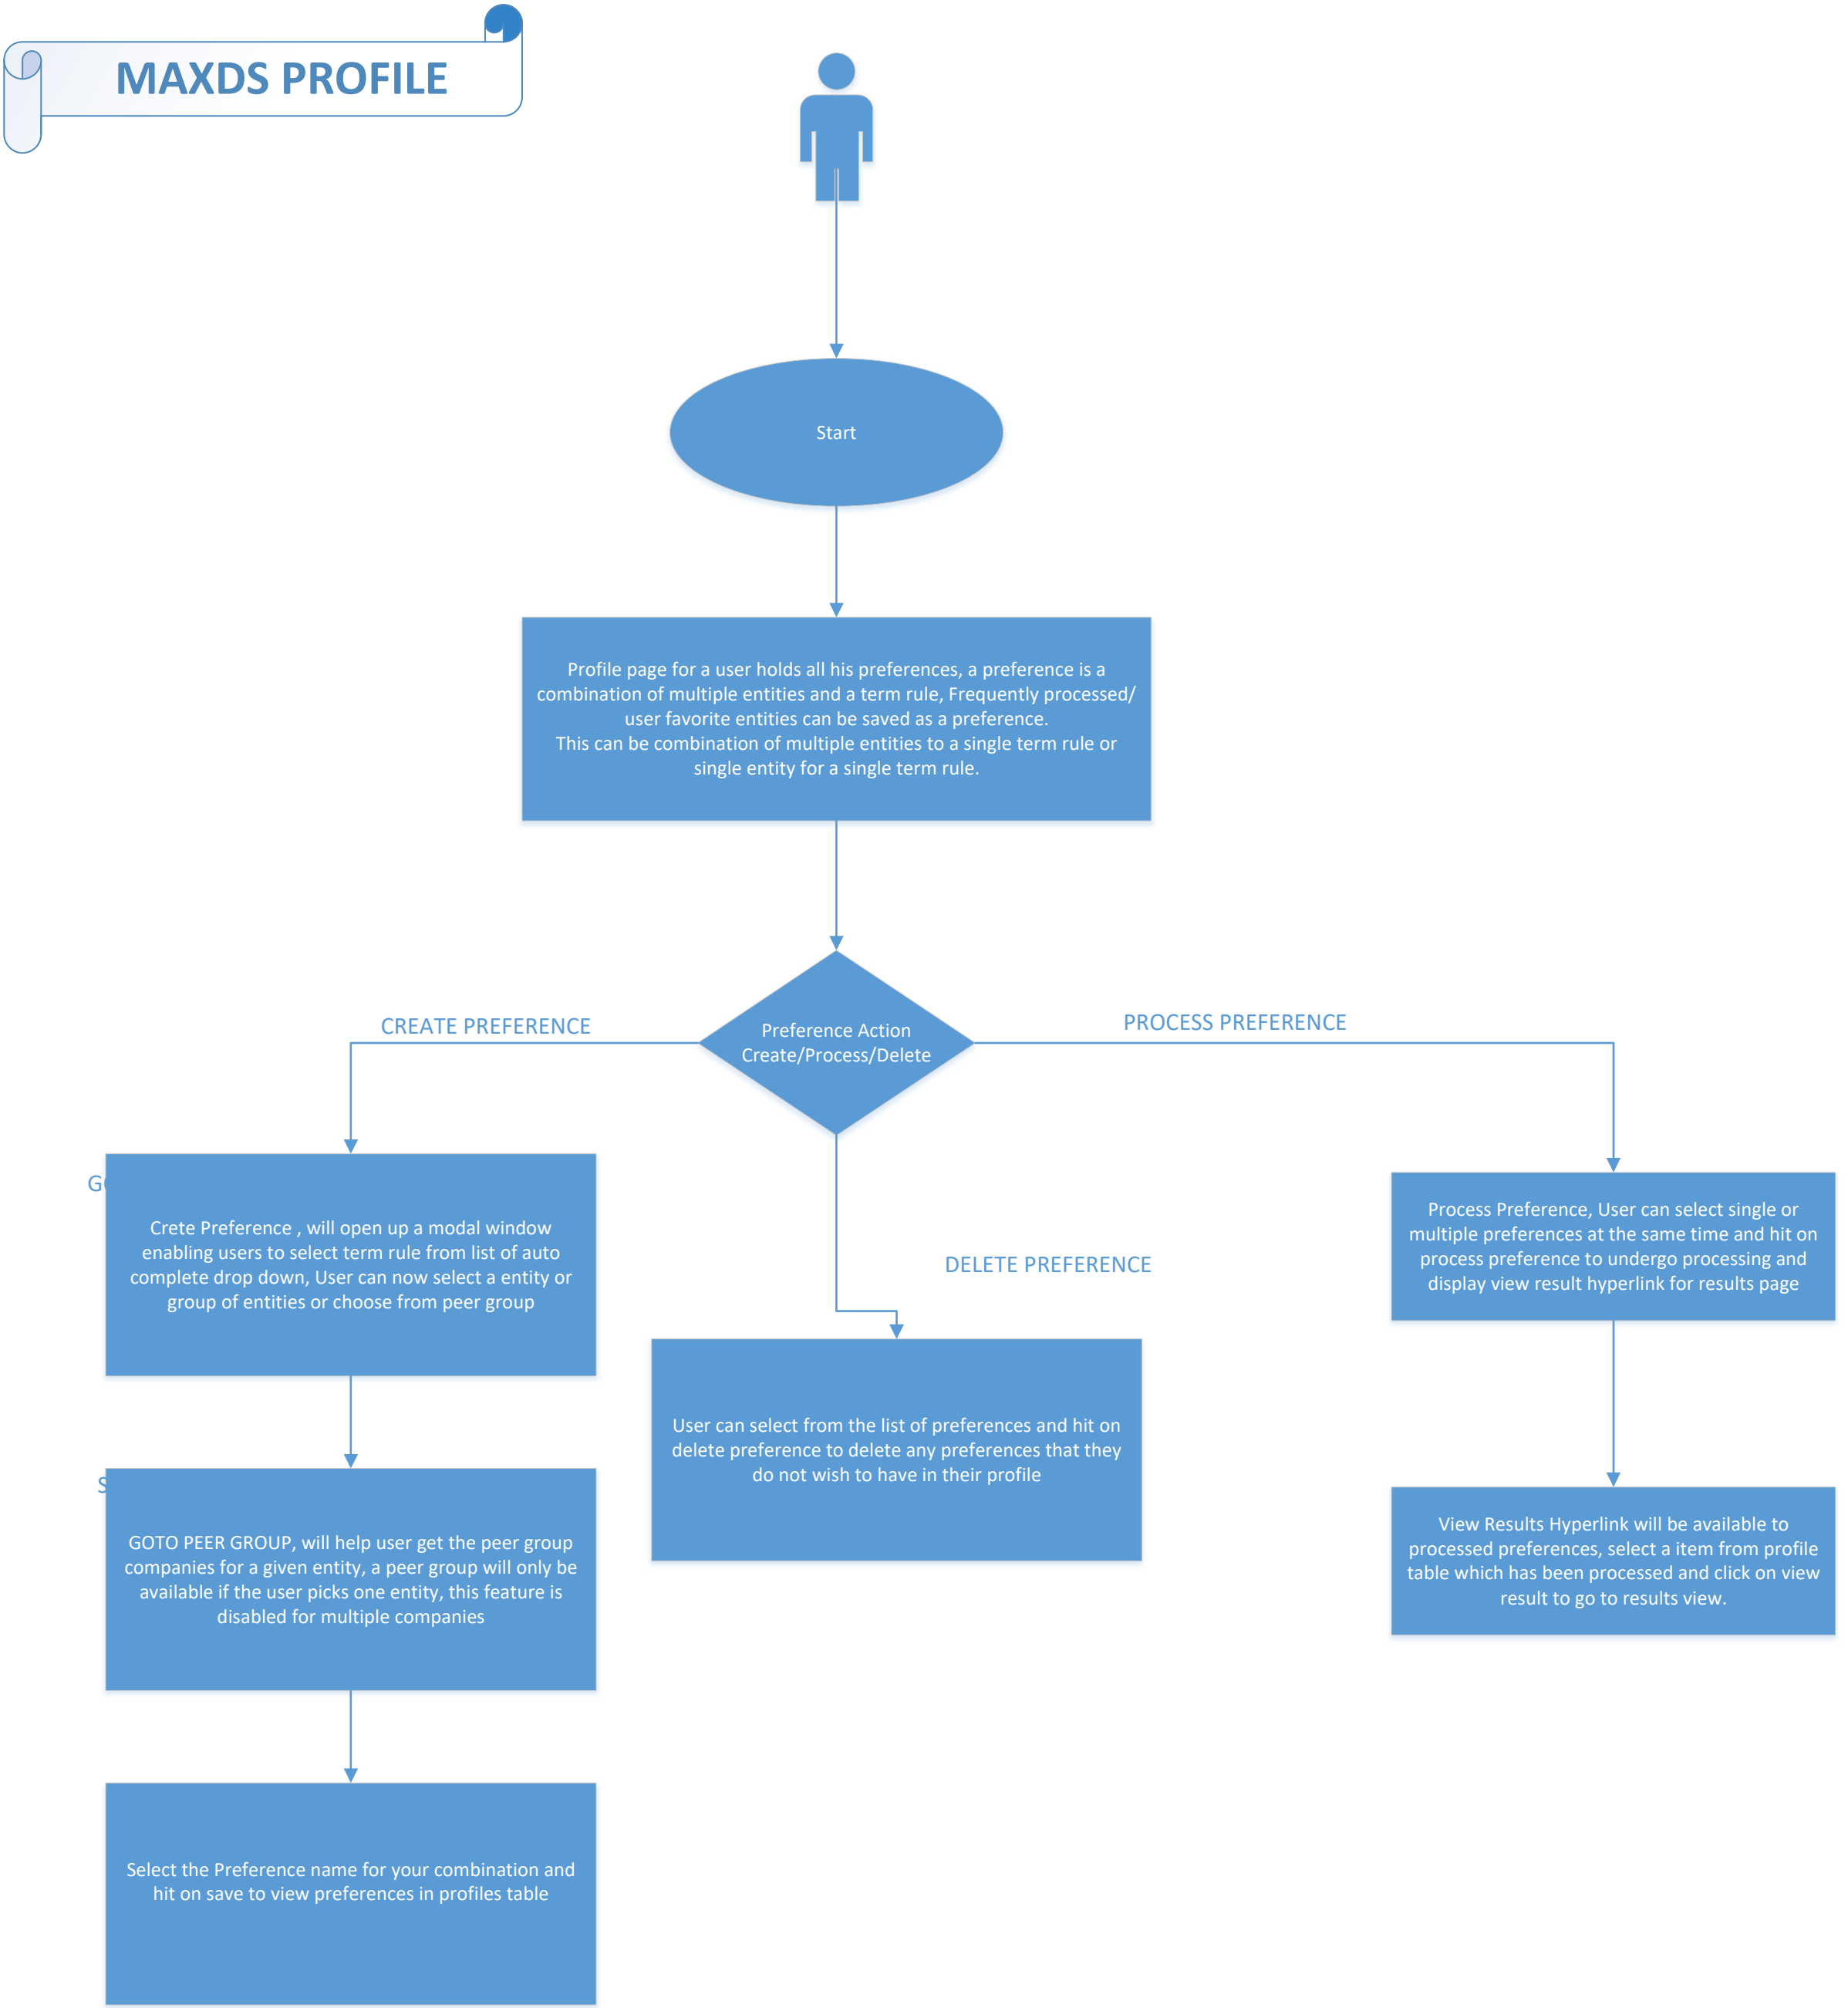 MAXDS PROFILE
Start
Profile page for a user holds all his preferences, a preference is a
combination of multiple entities and a term rule, Frequently processed/
user favorite entities can be saved as a preference.
This can be combination of multiple entities to a single term rule or
single entity for a single term rule.
Preference Action
Create/Process/Delete
CREATE PREFERENCE
PROCESS PREFERENCE
DELETE PREFERENCE
Crete Preference , will open up a modal window
enabling users to select term rule from list of auto
complete drop down, User can now select a entity or
group of entities or choose from peer group
GOTO PEER GROUP, will help user get the peer group
companies for a given entity, a peer group will only be
available if the user picks one entity, this feature is
disabled for multiple companies
Select the Preference name for your combination and
hit on save to view preferences in profiles table
User can select from the list of preferences and hit on
delete preference to delete any preferences that they
do not wish to have in their profile
Process Preference, User can select single or
multiple preferences at the same time and hit on
process preference to undergo processing and
display view result hyperlink for results page
View Results Hyperlink will be available to
processed preferences, select a item from profile
table which has been processed and click on view
result to go to results view.